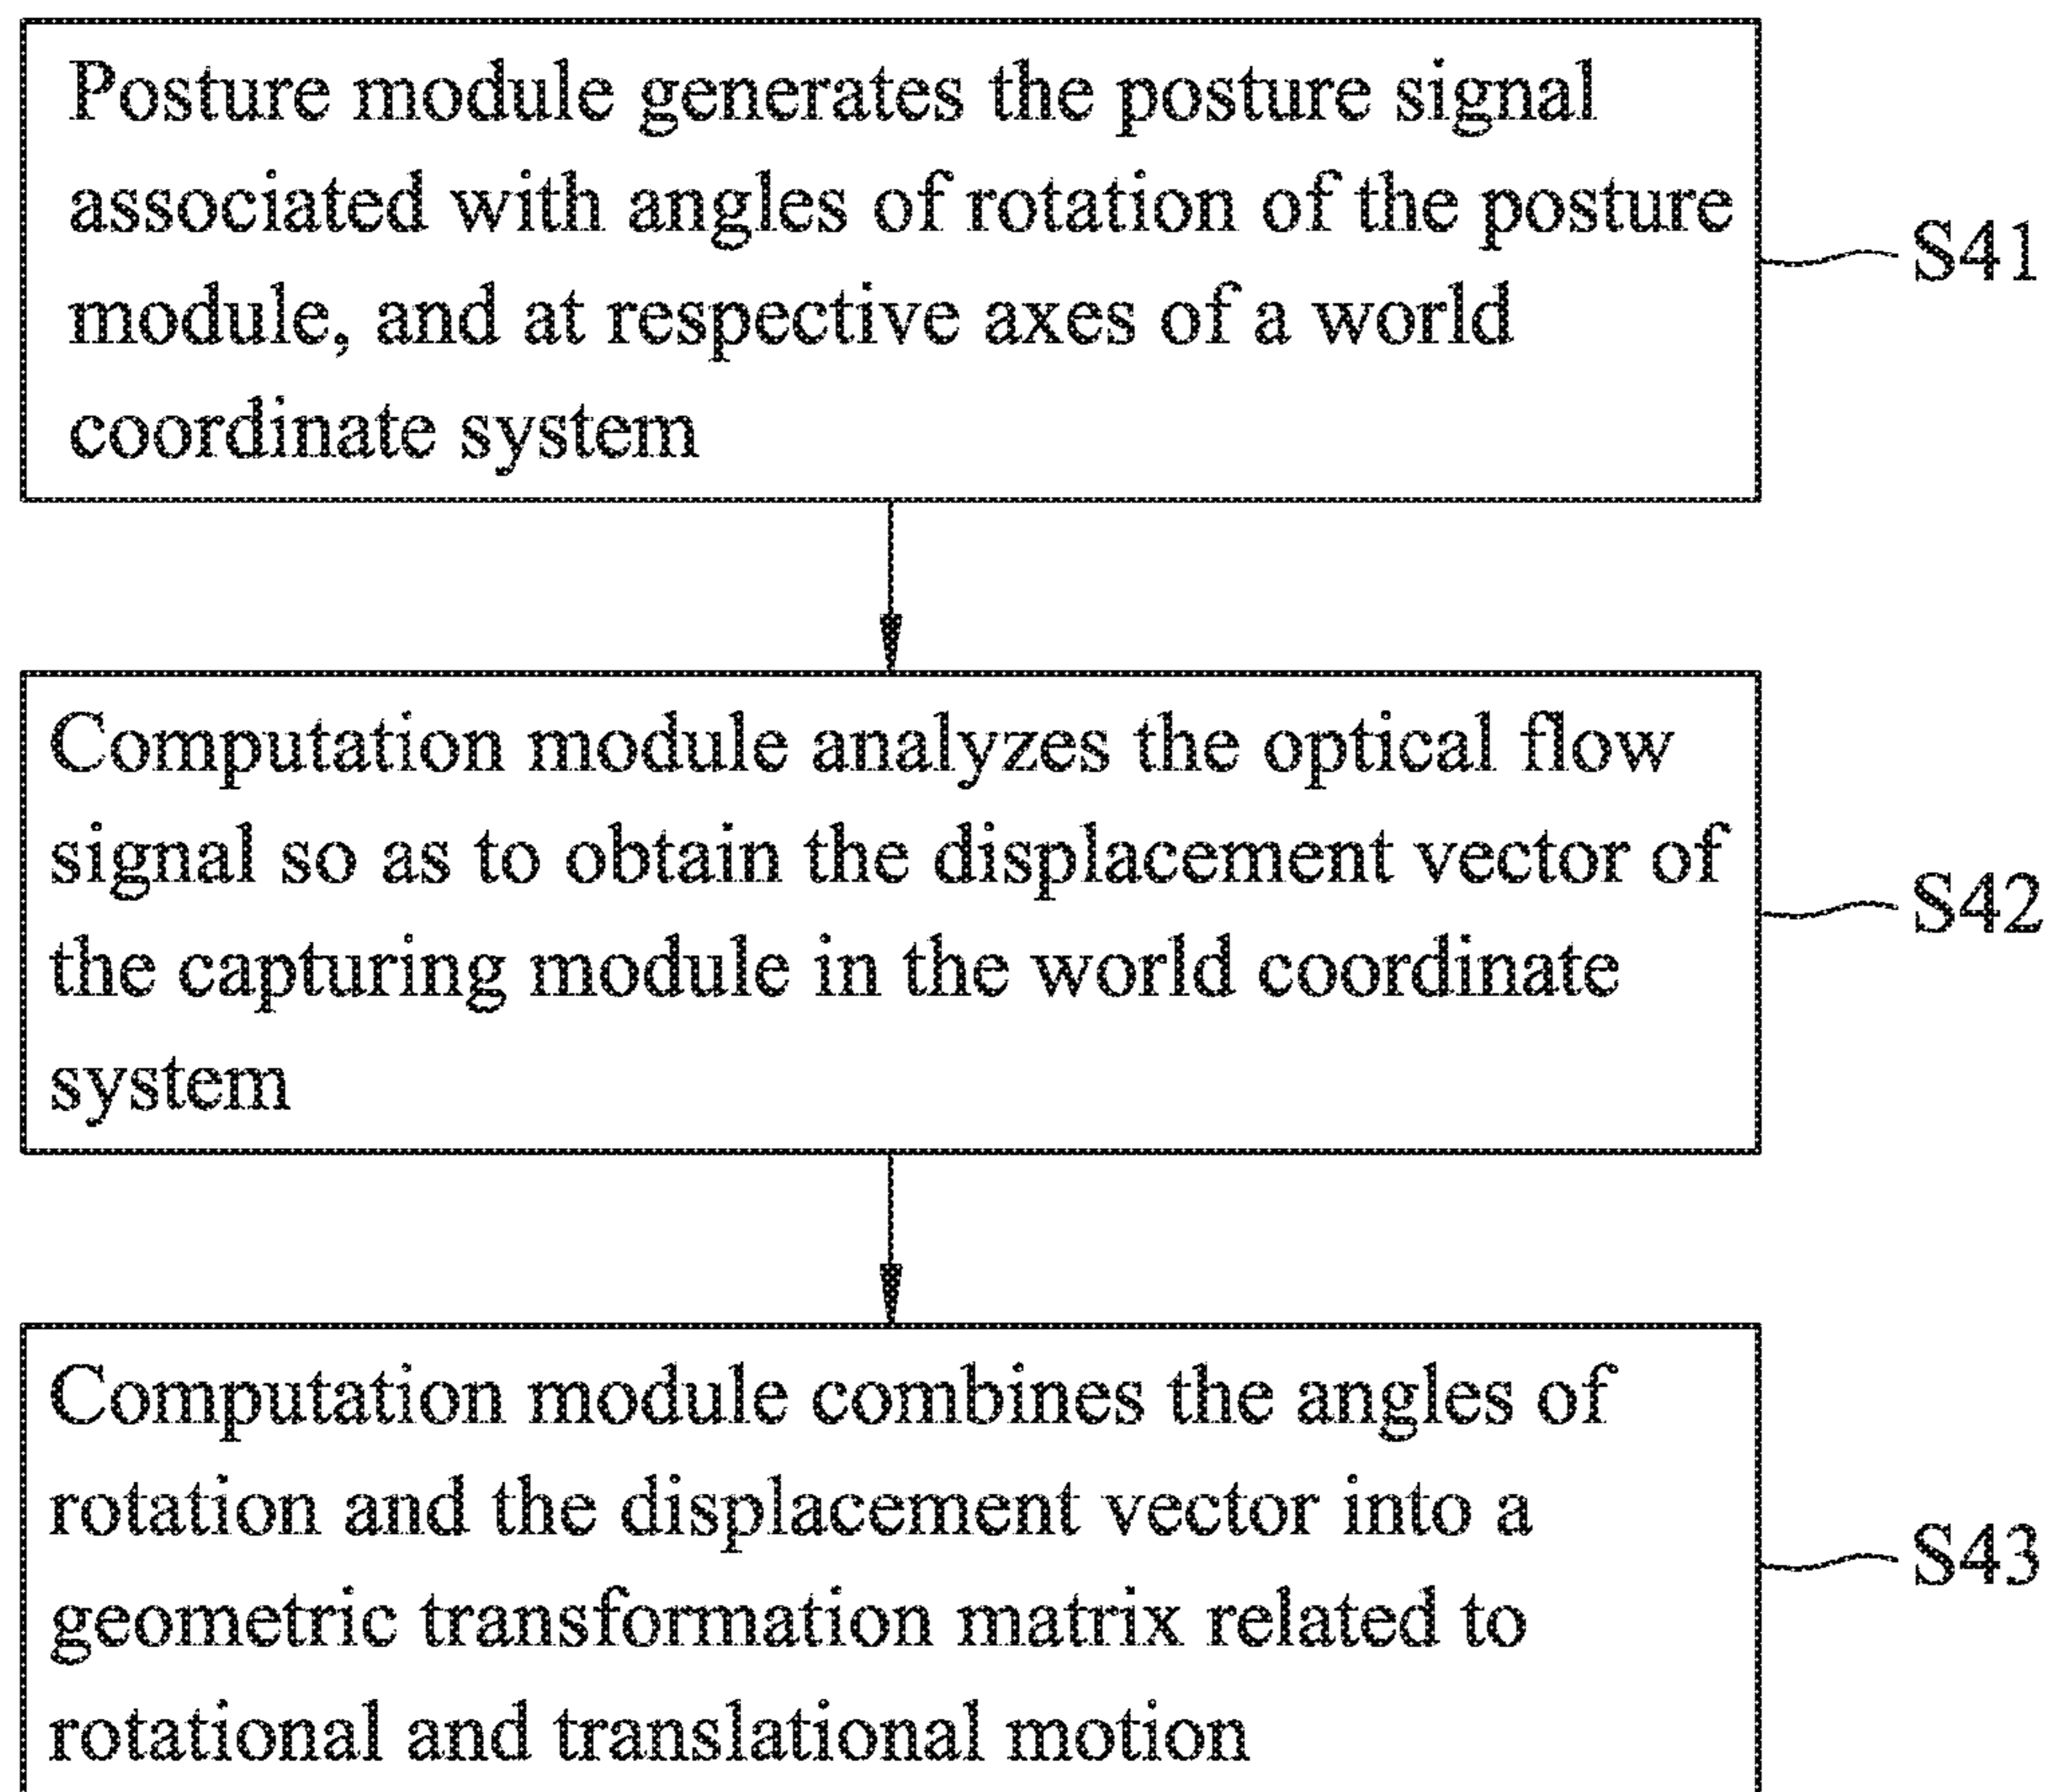 Posture module generates the posture signal
associated with angles of rotation of the posture
module, and at respective axes of a world
coordinate system
S41
Computation module analyzes the optical flow
signal so as to obtain the displacement vector of
the capturing module in the world coordinate
system
S42
Computation module combines the angles of
rotation and the displacement vector into a
geometric transformation matrix related to
rotational and translational motion
S43